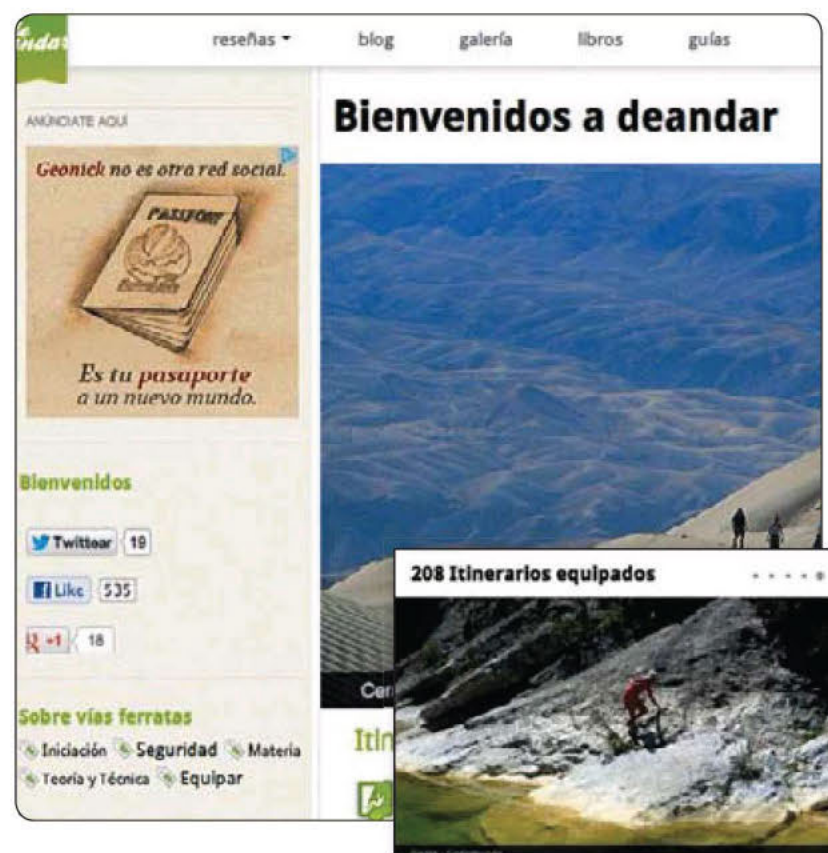 reseñas blog galería libros guías
Bienvenidos a deandar
ANÚNCIATE AQUÍ
Geonick no es otra red social.
PASSPORT
Es tu pasaporte
a un nuevo mundo.
Bienvenidos
Twittear 19
Like 535
+1 18
Sobre vías ferratas
Iniciación Seguridad Materia
Teoría y Técnica Equipar
208 Itinerarios equipados